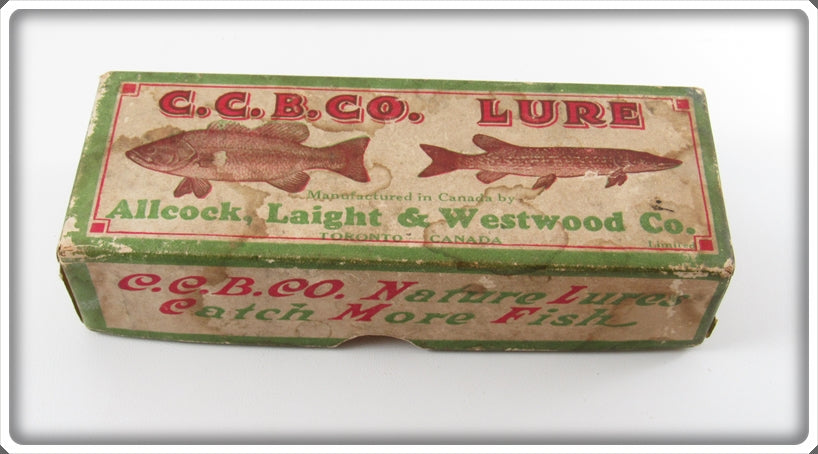 C.C.B.CO. LURE
Manufactured in Canada by
Allcock, Laight & Westwood Co.
Limited
TORONTO - CANADA
C.C.B.CO. Nature Lures
Catch More Fish